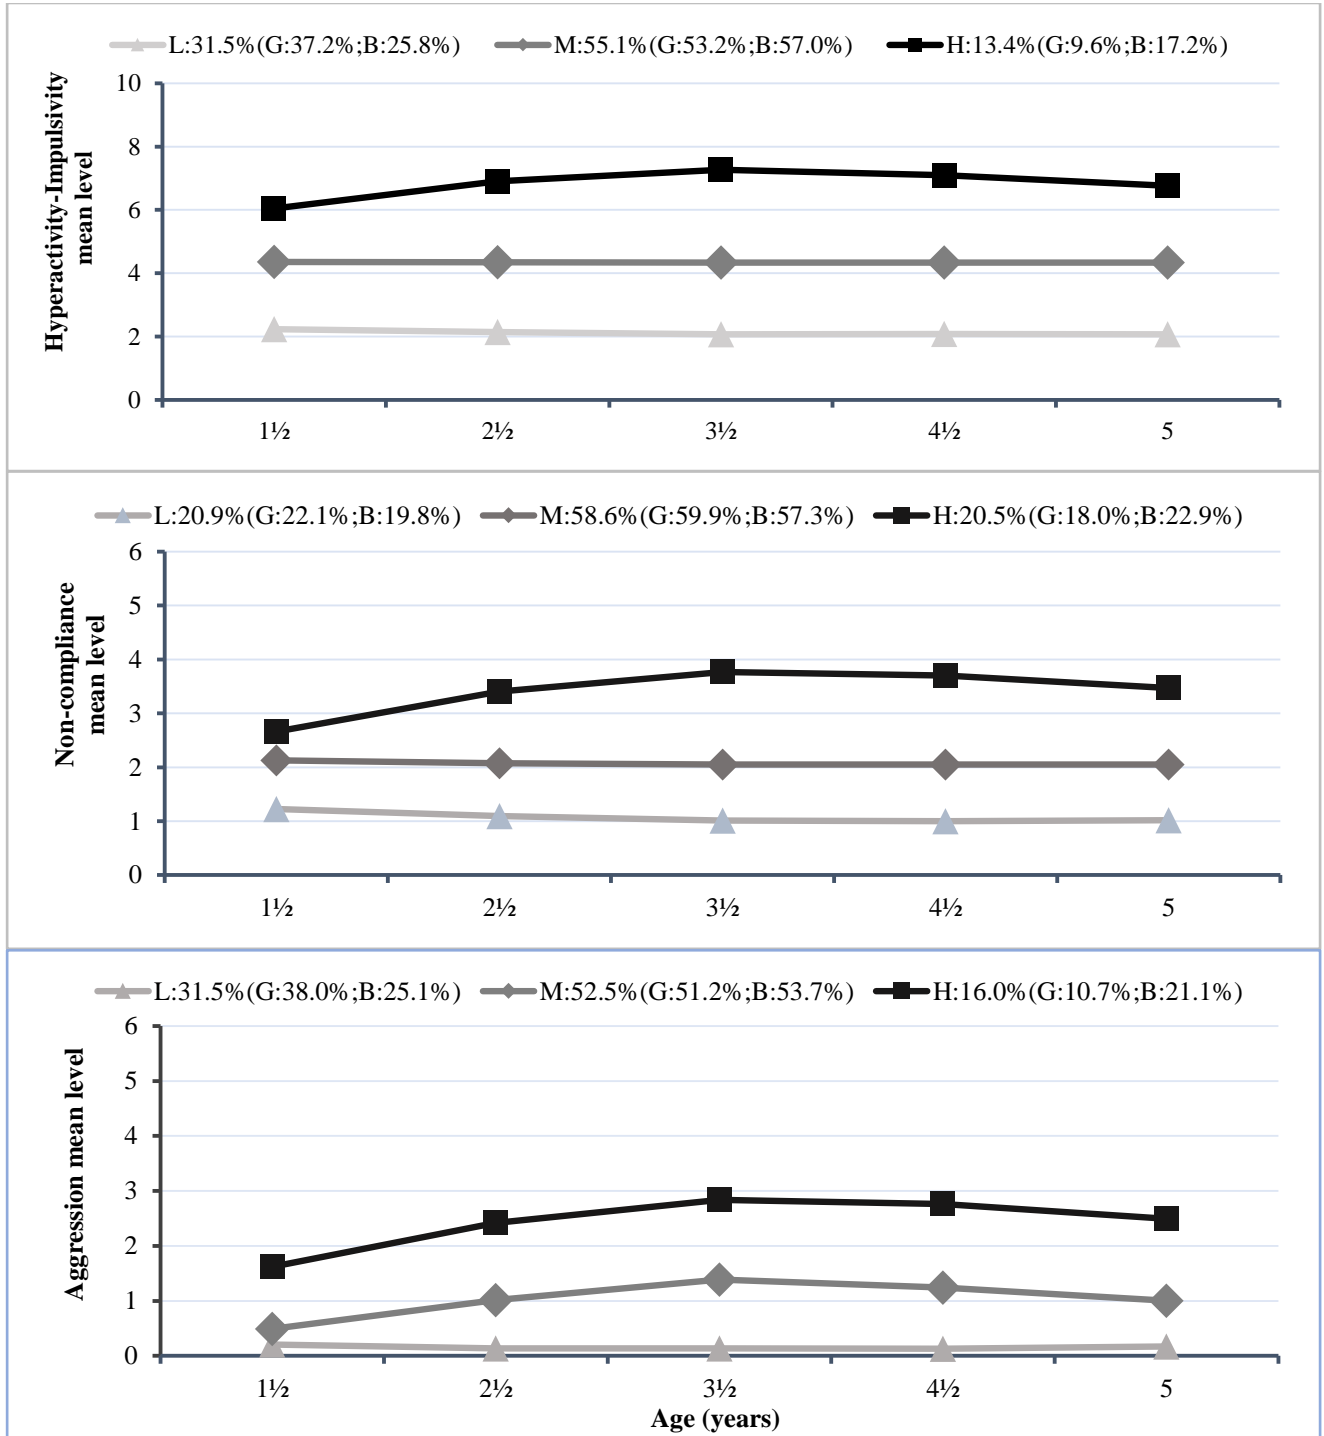 L:31.5%(G:37.2%;B:25.8%) M:55.1%(G:53.2%;B:57.0%) H:13.4%(G:9.6%;B:17.2%)
Hyperactivity-Impulsivity
mean level
10
8
6
4
2
0
1½ 2½ 3½ 4½ 5
L:20.9%(G:22.1%;B:19.8%) M:58.6%(G:59.9%;B:57.3%) H:20.5%(G:18.0%;B:22.9%)
Non-compliance
mean level
6
5
4
3
2
1
0
1½ 2½ 3½ 4½ 5
L:31.5%(G:38.0%;B:25.1%) M:52.5%(G:51.2%;B:53.7%) H:16.0%(G:10.7%;B:21.1%)
Aggression mean level
6
5
4
3
2
1
0
1½ 2½ 3½ 4½ 5
Age (years)